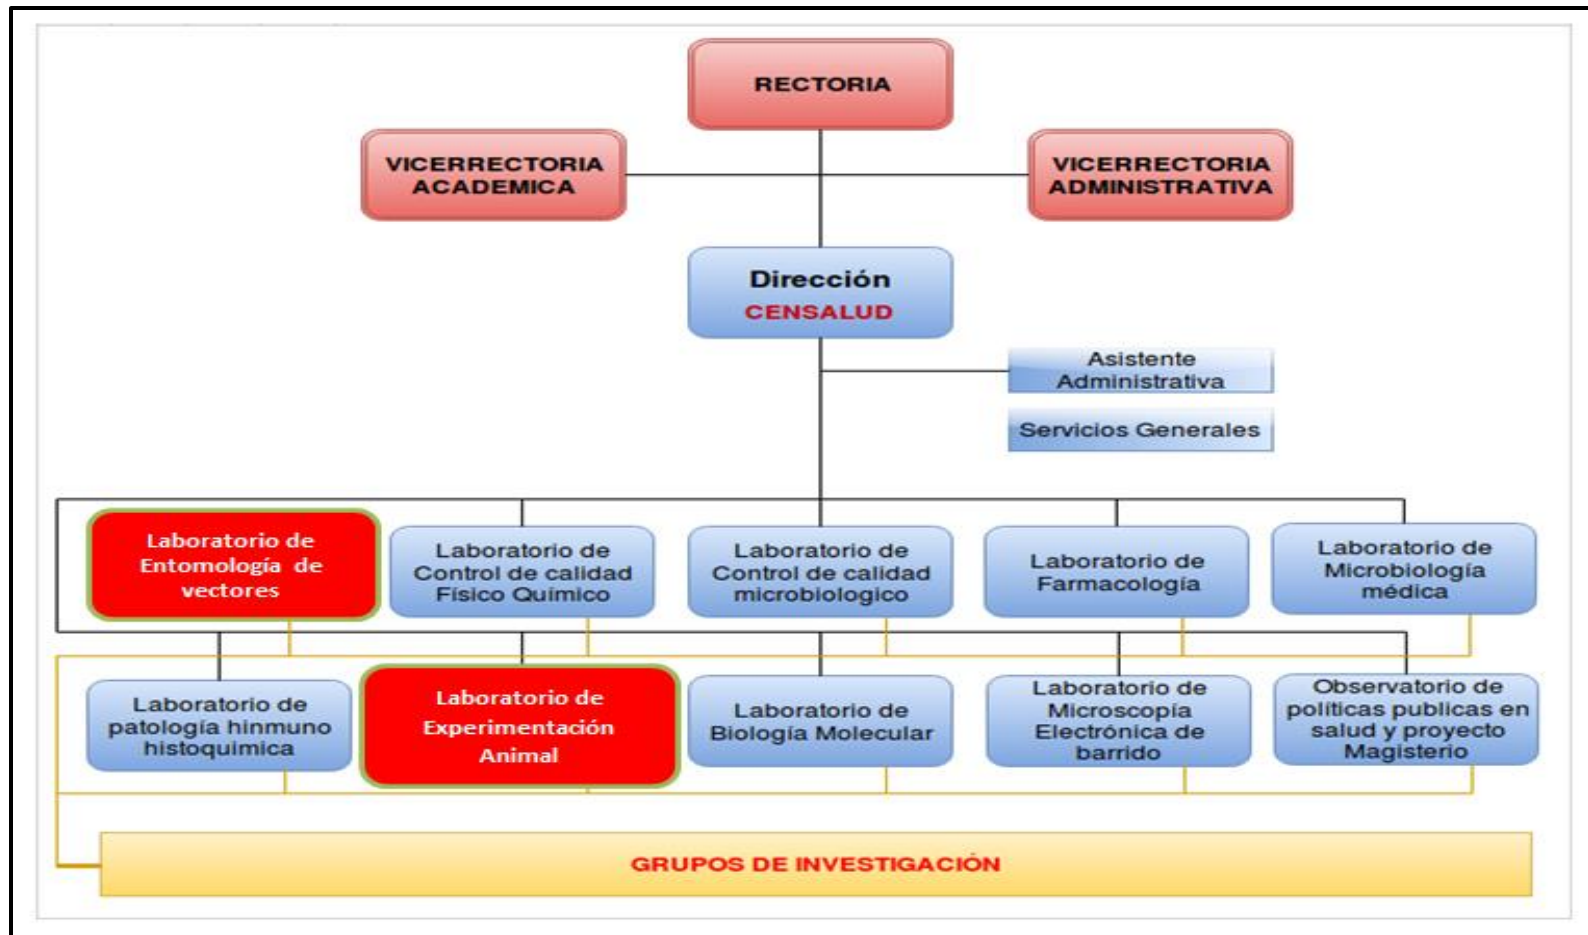 RECTORIA
VICERRECTORIA
ACADEMICA
VICERRECTORIA
ADMINISTRATIVA
Dirección
CENSALUD
Asistente
Administrativa
Servicios Generales
Laboratorio de
Entomología de
vectores
Laboratorio de
Control de calidad
Físico Químico
Laboratorio de
Control de calidad
microbiologico
Laboratorio de
Farmacología
Laboratorio de
Microbiología
médica
Laboratorio de
patología hinmuno
histoquimica
Laboratorio de
Experimentación
Animal
Laboratorio de
Biología Molecular
Laboratorio de
Microscopía
Electrónica de
barrido
Observatorio de
políticas publicas en
salud y proyecto
Magisterio
GRUPOS DE INVESTIGACIÓN